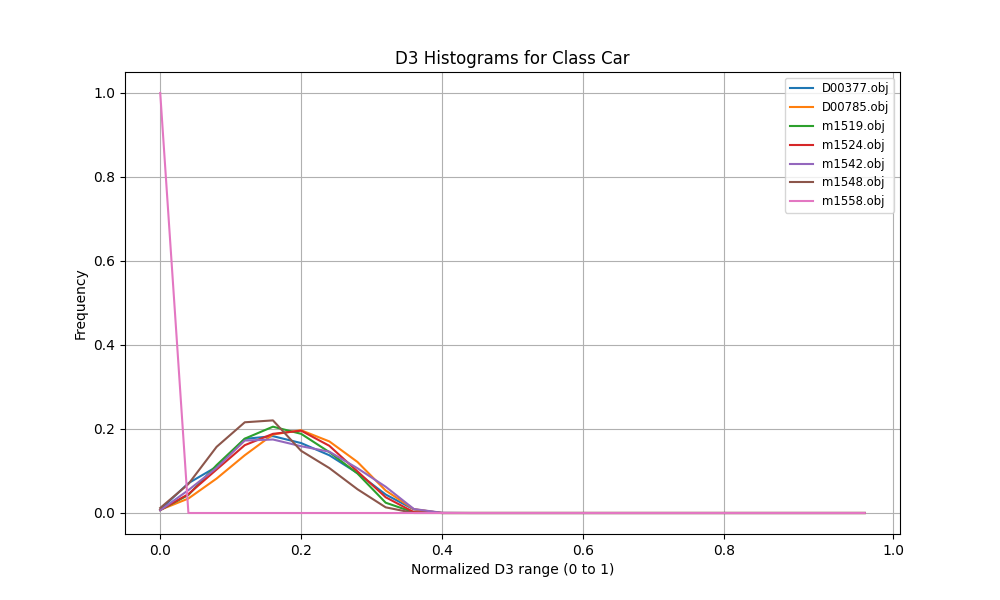 D3 Histograms for Class Car
1.0
0.8
0.6
0.4
0.2
0.0
Frequency
D00377.obj
D00785.obj
m1519.obj
m1524.obj
m1542.obj
m1548.obj
m1558.obj
0.0 0.2 0.4 0.6 0.8 1.0
Normalized D3 range (0 to 1)